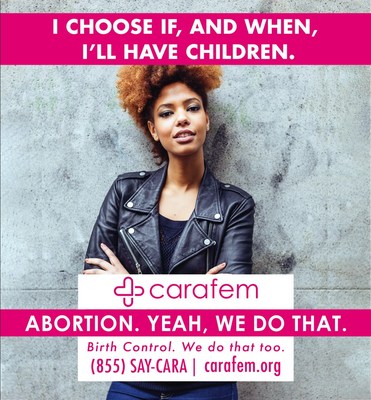 I CHOOSE IF, AND WHEN,
I'LL HAVE CHILDREN.
carafem
ABORTION. YEAH, WE DO THAT.
Birth Control. We do that too.
(855) SAY-CARA | carafem.org